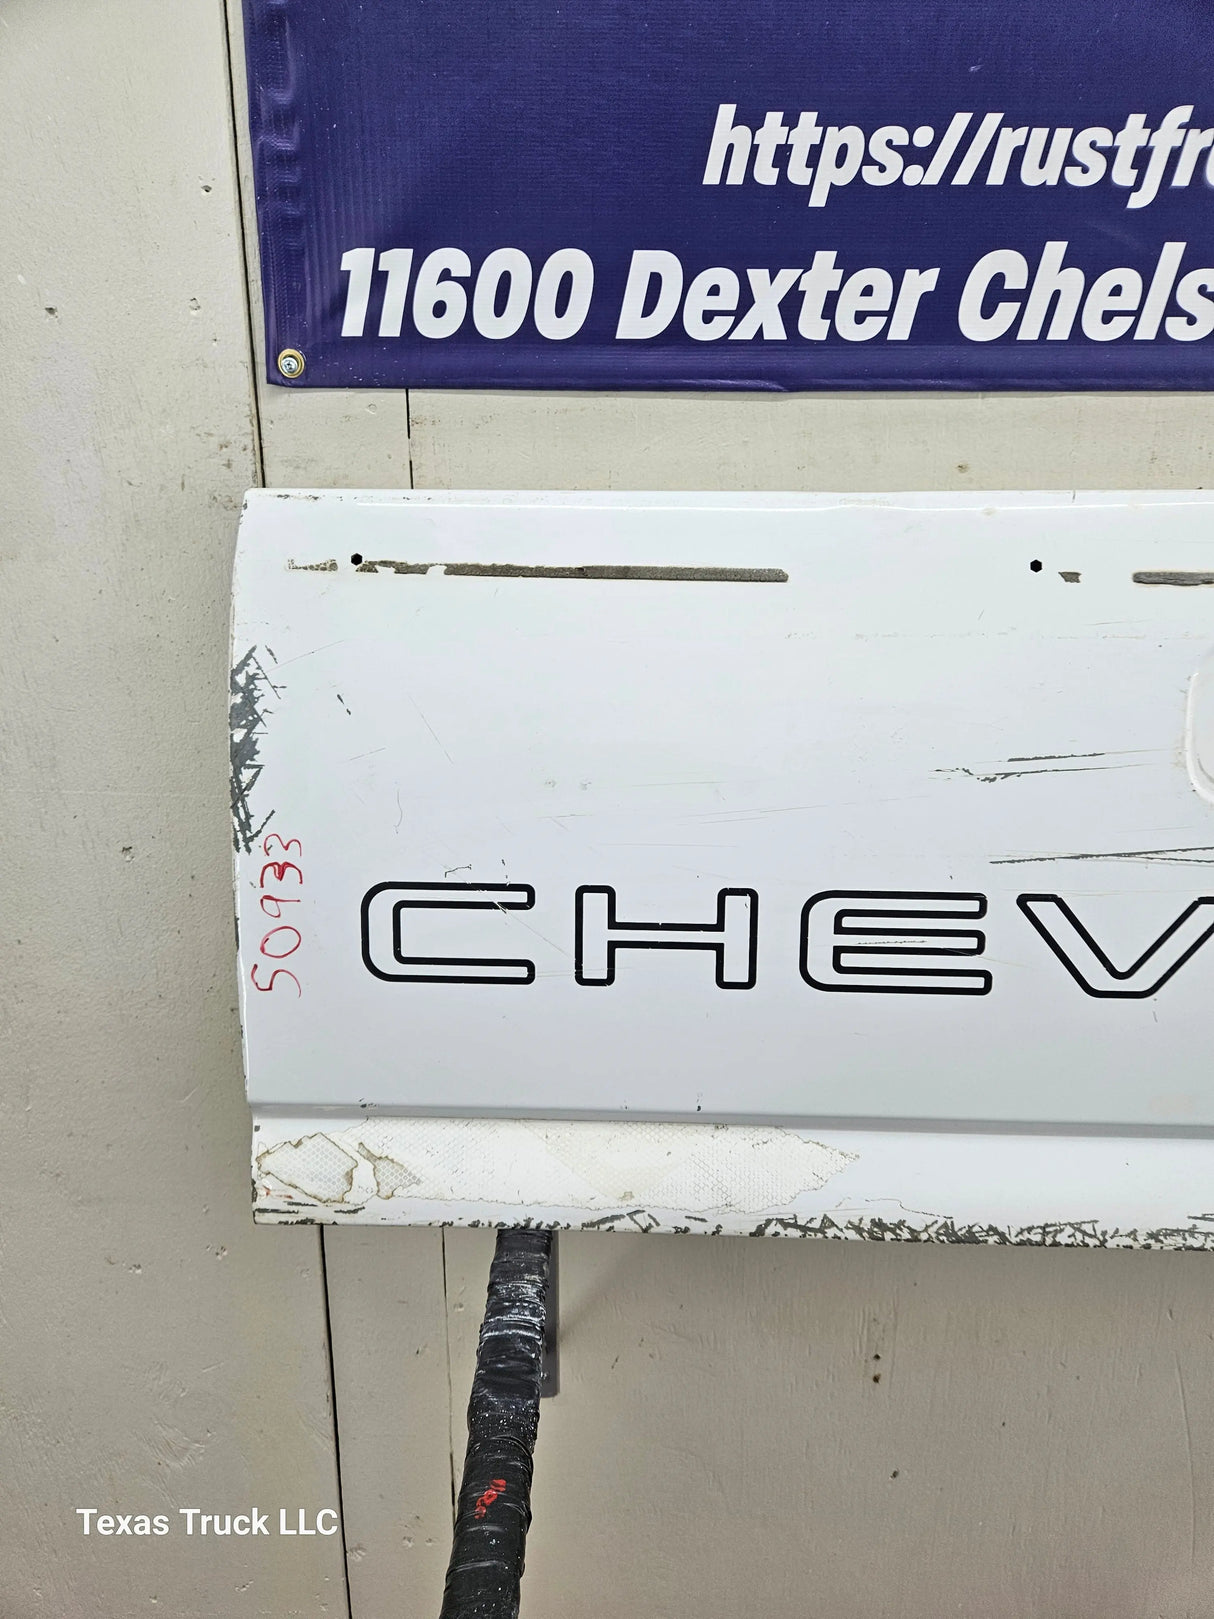 https://rustfr
11600 Dexter Chels
50933
CHEV
Texas Truck LLC